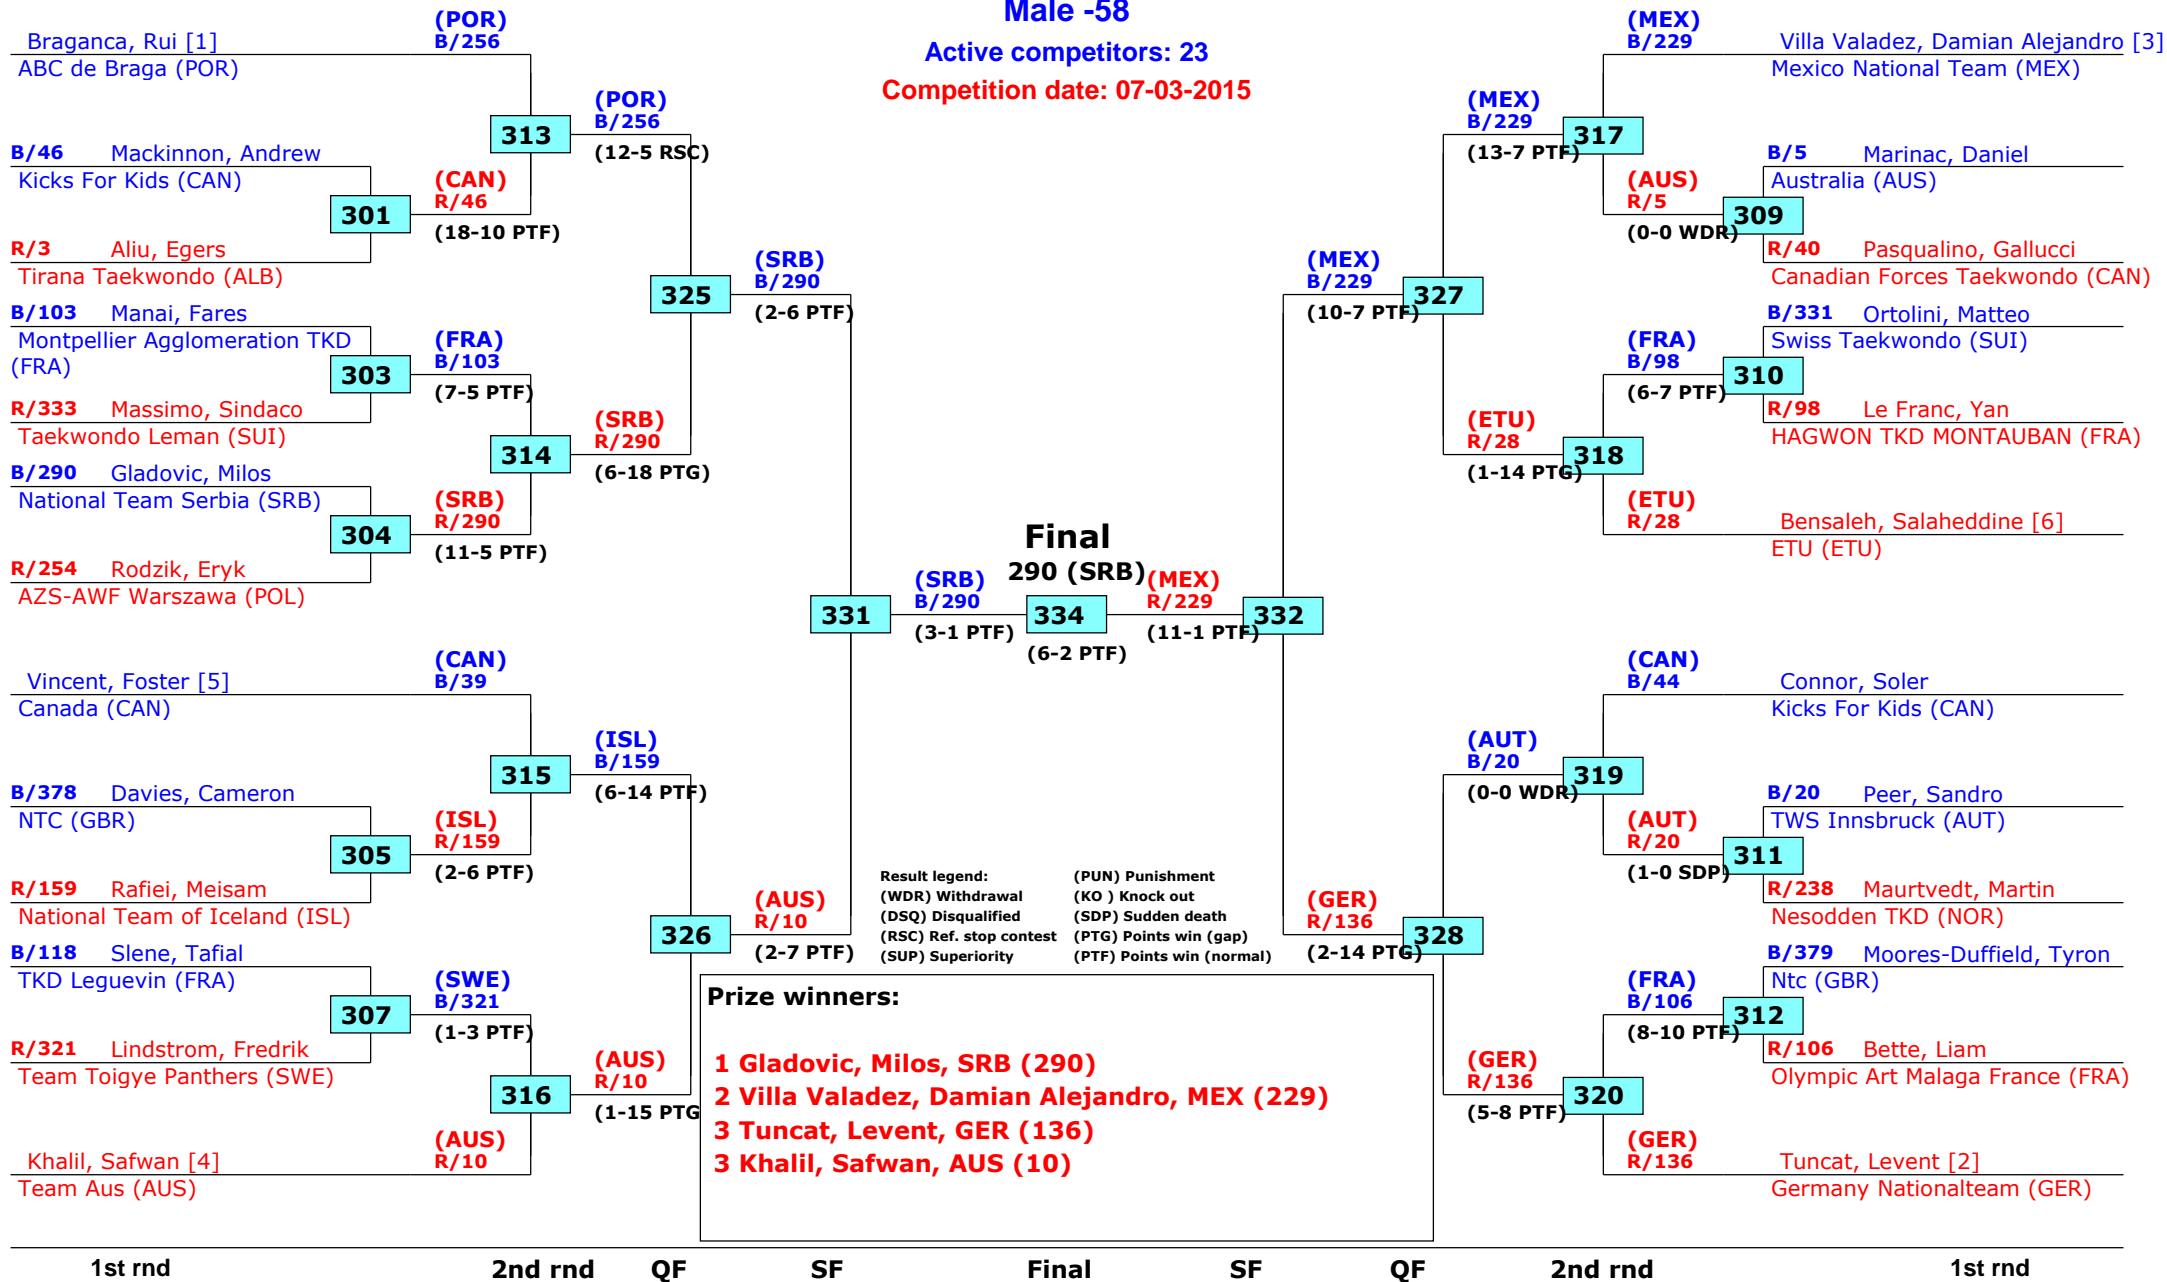 Male -58
Active competitors: 23
Competition date: 07-03-2015
Braganca, Rui [1]
ABC de Braga (POR)
(POR)
B/256
313
(POR)
B/256
(12-5 RSC)
B/46 Mackinnon, Andrew
Kicks For Kids (CAN)
301
(CAN)
R/46
(18-10 PTF)
R/3 Aliu, Egers
Tirana Taekwondo (ALB)
325
(SRB)
B/290
(2-6 PTF)
B/103 Manai, Fares
Montpellier Agglomeration TKD
(FRA)
303
(FRA)
B/103
(7-5 PTF)
R/333 Massimo, Sindaco
Taekwondo Leman (SUI)
314
(SRB)
R/290
(6-18 PTG)
B/290 Gladovic, Milos
National Team Serbia (SRB)
304
(SRB)
R/290
(11-5 PTF)
R/254 Rodzik, Eryk
AZS-AWF Warszawa (POL)
331
(SRB)
B/290
(3-1 PTF)
Final
290 (SRB)
334
(6-2 PTF)
(MEX)
R/229
(11-1 PTF)
332
Vincent, Foster [5]
Canada (CAN)
(CAN)
B/39
315
(ISL)
B/159
(6-14 PTF)
B/378 Davies, Cameron
NTC (GBR)
305
(ISL)
R/159
(2-6 PTF)
R/159 Rafiei, Meisam
National Team of Iceland (ISL)
326
(AUS)
R/10
(2-7 PTF)
B/118 Slene, Tafial
TKD Leguevin (FRA)
307
(SWE)
B/321
(1-3 PTF)
R/321 Lindstrom, Fredrik
Team Toigye Panthers (SWE)
316
(AUS)
R/10
(1-15 PTG
(AUS)
R/10
Khalil, Safwan [4]
Team Aus (AUS)
(MEX)
B/229
Villa Valadez, Damian Alejandro [3]
Mexico National Team (MEX)
(MEX)
B/229
(13-7 PTF)
317
B/5 Marinac, Daniel
Australia (AUS)
(AUS)
R/5
(0-0 WDR)
309
R/40 Pasqualino, Gallucci
Canadian Forces Taekwondo (CAN)
(MEX)
B/229
(10-7 PTF)
327
B/331 Ortolini, Matteo
Swiss Taekwondo (SUI)
(FRA)
B/98
(6-7 PTF)
310
R/98 Le Franc, Yan
HAGWON TKD MONTAUBAN (FRA)
(ETU)
R/28
(1-14 PTG)
318
(ETU)
R/28
Bensaleh, Salaheddine [6]
ETU (ETU)
(CAN)
B/44
Connor, Soler
Kicks For Kids (CAN)
(AUT)
B/20
(0-0 WDR)
319
B/20 Peer, Sandro
TWS Innsbruck (AUT)
(AUT)
R/20
(1-0 SDP)
311
R/238 Maurtvedt, Martin
Nesodden TKD (NOR)
(GER)
R/136
(2-14 PTG)
328
B/379 Moores-Duffield, Tyron
Ntc (GBR)
(FRA)
B/106
(8-10 PTF)
312
R/106 Bette, Liam
Olympic Art Malaga France (FRA)
(GER)
R/136
(5-8 PTF)
320
(GER)
R/136
Tuncat, Levent [2]
Germany Nationalteam (GER)
Result legend: (PUN) Punishment
(WDR) Withdrawal (KO ) Knock out
(DSQ) Disqualified (SDP) Sudden death
(RSC) Ref. stop contest (PTG) Points win (gap)
(SUP) Superiority (PTF) Points win (normal)
Prize winners:
1 Gladovic, Milos, SRB (290)
2 Villa Valadez, Damian Alejandro, MEX (229)
3 Tuncat, Levent, GER (136)
3 Khalil, Safwan, AUS (10)
1st rnd 2nd rnd QF SF Final SF QF 2nd rnd 1st rnd